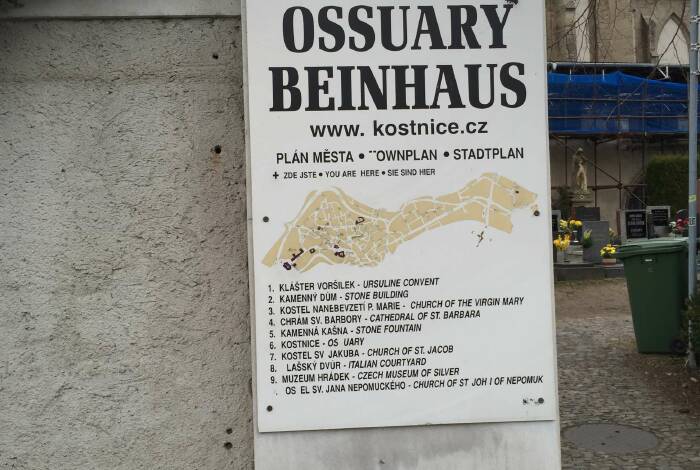 OSSUARY
BEINHAUS
www. kostnice.cz
PLÁN MĚSTA • OWNPLAN • STADTPLAN
+ ZDE JSTE • YOU ARE HERE • SIE SIND HIER
1. KLÁŠTER VORŠILEK - URSULINE CONVENT
2. KAMENNÝ DŮM - STONE BUILDING
3. KOSTEL NANEBEVZETÍ P. MARIE - CHURCH OF THE VIRGIN MARY
4. CHRÁM SV. BARBORY - CATHEDRAL OF ST. BARBARA
5. KAMENNÁ KAŠNA - STONE FOUNTAIN
6. KOSTNICE - OS UARY
7. KOSTEL SV JAKUBA - CHURCH OF ST. JACOB
8. LAŠSKÝ DVŮR - ITALIAN COURTYARD
9. MUZEUM HRÁDEK - CZECH MUSEUM OF SILVER
OS EL SV. JANA NEPOMUCKÉHO - CHURCH OF ST JOH I OF NEPOMUK